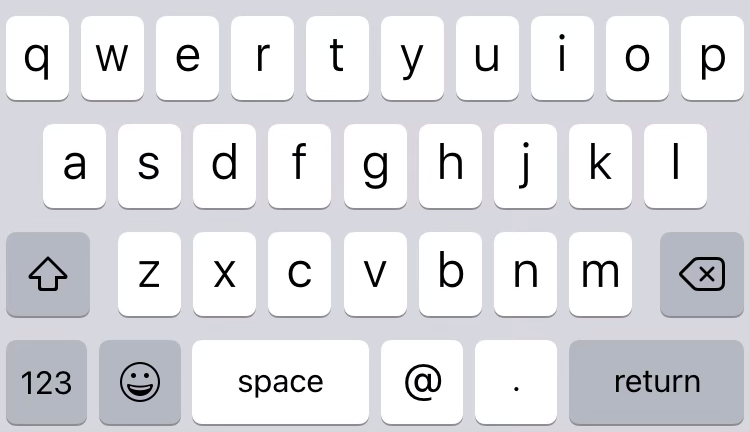 q w e r t y u i o p
a s d f g h j k l
z x c v b n m
123 space @ . return